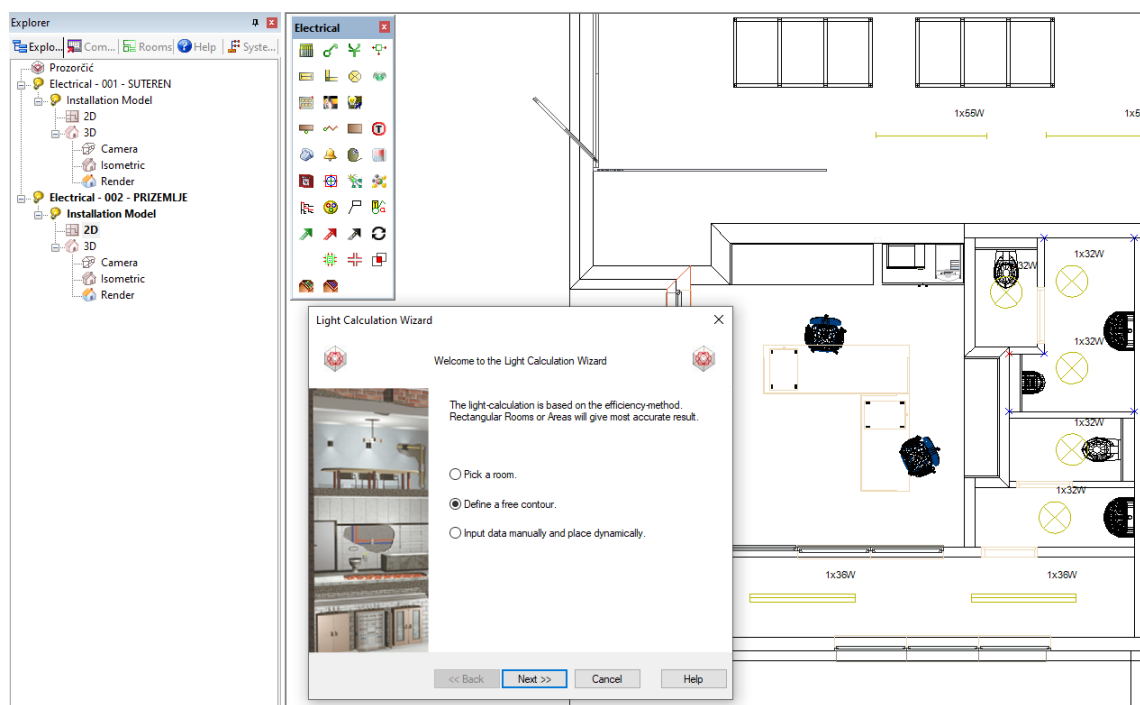 Explorer
Explo...
Com...
Rooms
Help
Syste...
Prozorčić
Electrical - 001 - SUTEREN
Installation Model
2D
3D
Camera
Isometric
Render
Electrical - 002 - PRIZEMLJE
Installation Model
2D
3D
Camera
Isometric
Render
Electrical
1x55W
1x32W
1x32W
1x32W
1x32W
1x36W
1x36W
Light Calculation Wizard
Welcome to the Light Calculation Wizard
The light-calculation is based on the efficiency-method.
Rectangular Rooms or Areas will give most accurate result.
Pick a room.
Define a free contour.
Input data manually and place dynamically.
<< Back
Next >>
Cancel
Help